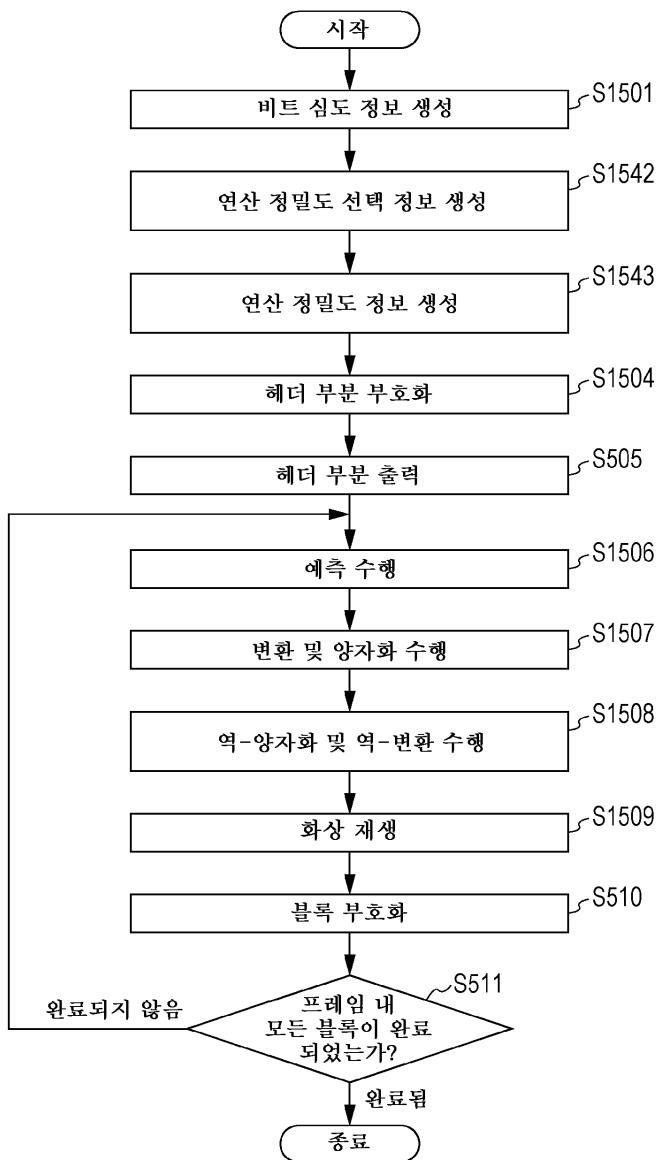 시작
비트 심도 정보 생성
S1501
연산 정밀도 선택 정보 생성
S1542
연산 정밀도 정보 생성
S1543
헤더 부분 부호화
S1504
헤더 부분 출력
S505
예측 수행
S1506
변환 및 양자화 수행
S1507
역-양자화 및 역-변환 수행
S1508
화상 재생
S1509
블록 부호화
S510
프레임 내
모든 블록이 완료
되었는가?
S511
완료되지 않음
완료됨
종료